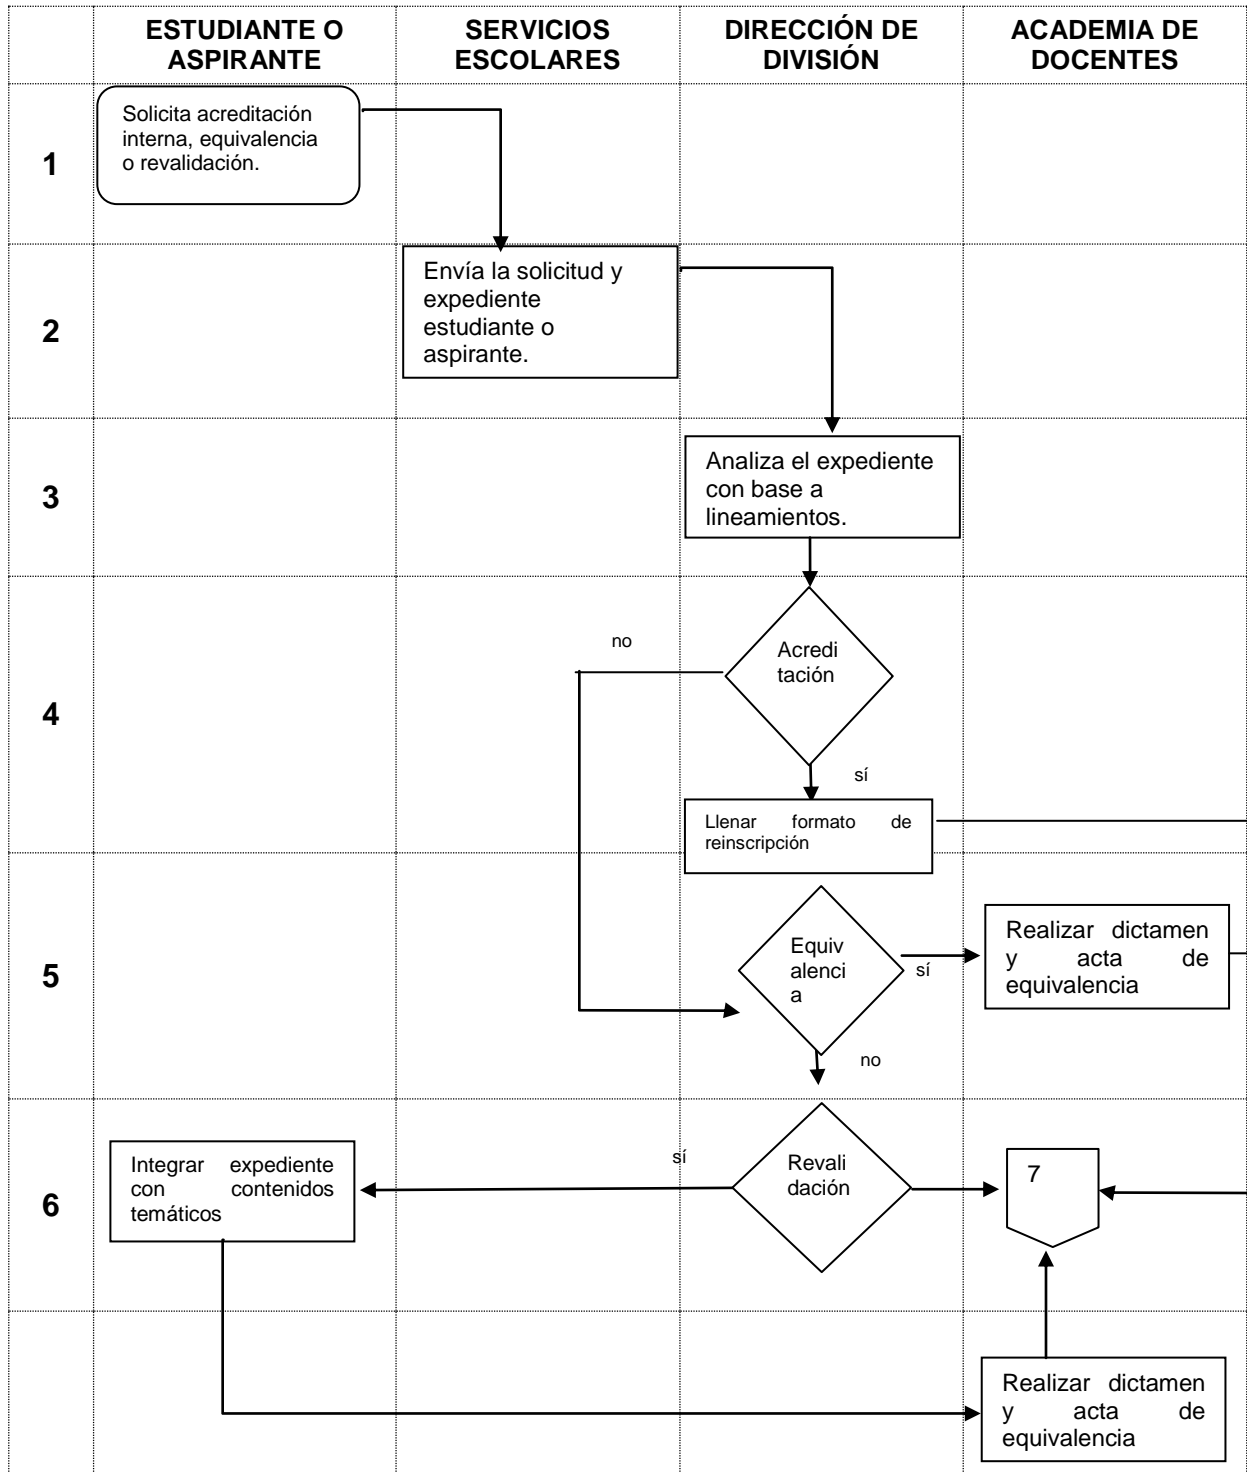 ESTUDIANTE O
ASPIRANTE
SERVICIOS
ESCOLARES
DIRECCIÓN DE
DIVISIÓN
ACADEMIA DE
DOCENTES
1
Solicita acreditación
interna, equivalencia
o revalidación.
2
Envía la solicitud y
expediente
estudiante o
aspirante.
3
Analiza el expediente
con base a
lineamientos.
4
no
Acredi
tación
sí
Llenar formato de
reinscripción
5
Equiv
alenci
a
sí
Realizar dictamen
y acta de
equivalencia
no
6
Integrar expediente
con contenidos
temáticos
sí
Revali
dación
7
Realizar dictamen
y acta de
equivalencia